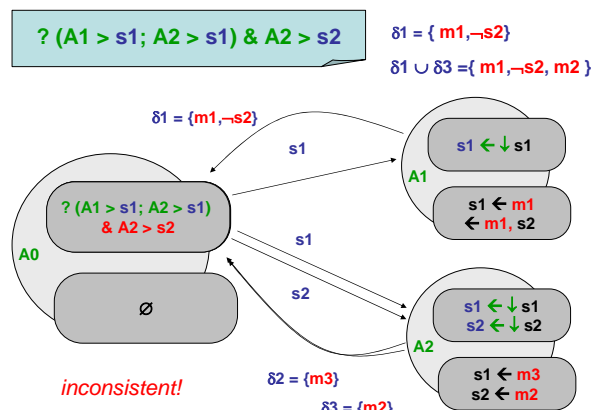 ? (A1 > s1; A2 > s1) & A2 > s2
δ1 = { m1,¬s2}
δ1 ∪ δ3 ={ m1,¬s2, m2 }
δ1 = {m1,¬s2}
s1
s1 ← ↓ s1
A1
s1 ← m1
← m1, s2
? (A1 > s1; A2 > s1)
& A2 > s2
A0
∅
s1
s2
s1 ← ↓ s1
s2 ← ↓ s2
A2
s1 ← m3
s2 ← m2
inconsistent!
δ2 = {m3}
δ3 = {m2}